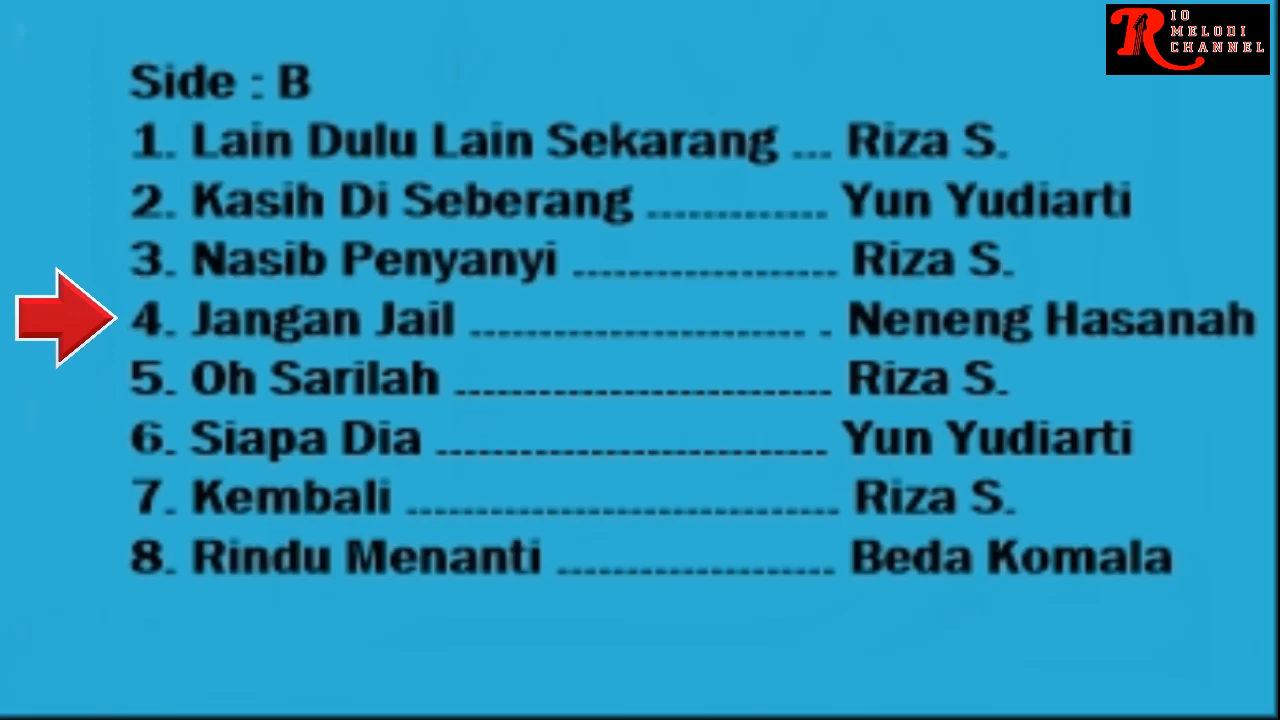 RIO
MELODI
CHANNEL
Side : B
1. Lain Dulu Lain Sekarang ... Riza S.
2. Kasih Di Seberang ............. Yun Yudiarti
3. Nasib Penyanyi ................... Riza S.
4. Jangan Jail ........................ . Neneng Hasanah
5. Oh Sarilah ........................... Riza S.
6. Siapa Dia ............................ Yun Yudiarti
7. Kembali ............................... Riza S.
8. Rindu Menanti .................... Beda Komala